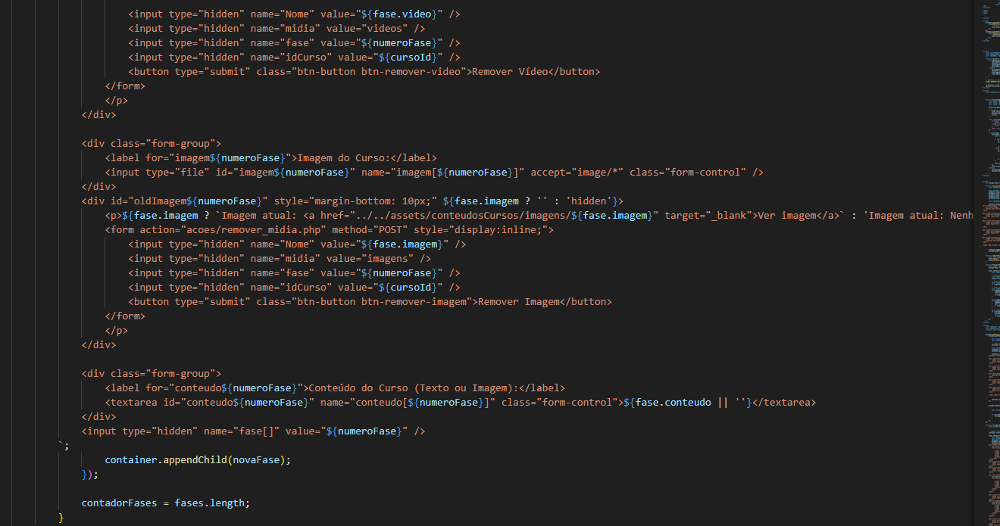 <input type="hidden" name="Nome" value="${fase.video}" />
<input type="hidden" name="midia" value="videos" />
<input type="hidden" name="fase" value="${numeroFase}" />
<input type="hidden" name="idCurso" value="${cursoId}" />
<button type="submit" class="btn-button btn-remover-video">Remover Vídeo</button>
</form>
</p>
</div>
<div class="form-group">
<label for="imagem${numeroFase}">Imagem do Curso:</label>
<input type="file" id="imagem${numeroFase}" name="imagem[${numeroFase}]" accept="image/*" class="form-control" />
</div>
<div id="oldImagem${numeroFase}" style="margin-bottom: 10px;" ${fase.imagem ? '' : 'hidden'}>
<p>${fase.imagem ? `Imagem atual: <a href="../../assets/conteudosCursos/imagens/${fase.imagem}" target="_blank">Ver imagem</a>` : 'Imagem atual: Nenh
<form action="acoes/remover_midia.php" method="POST" style="display:inline;">
<input type="hidden" name="Nome" value="${fase.imagem}" />
<input type="hidden" name="midia" value="imagens" />
<input type="hidden" name="fase" value="${numeroFase}" />
<input type="hidden" name="idCurso" value="${cursoId}" />
<button type="submit" class="btn-button btn-remover-imagem">Remover Imagem</button>
</form>
</p>
</div>
<div class="form-group">
<label for="conteudo${numeroFase}">Conteúdo do Curso (Texto ou Imagem):</label>
<textarea id="conteudo${numeroFase}" name="conteudo[${numeroFase}]" class="form-control">${fase.conteudo || ''}</textarea>
</div>
<input type="hidden" name="fase[]" value="${numeroFase}" />
`;
container.appendChild(novaFase);
});
contadorFases = fases.length;
}